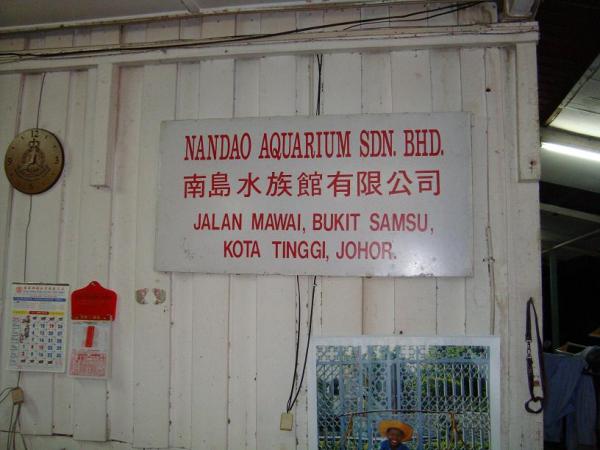 NANDAO AQUARIUM SDN. BHD.
南島水族館有限公司
JALAN MAWAI, BUKIT SAMSU,
KOTA TINGGI, JOHOR.